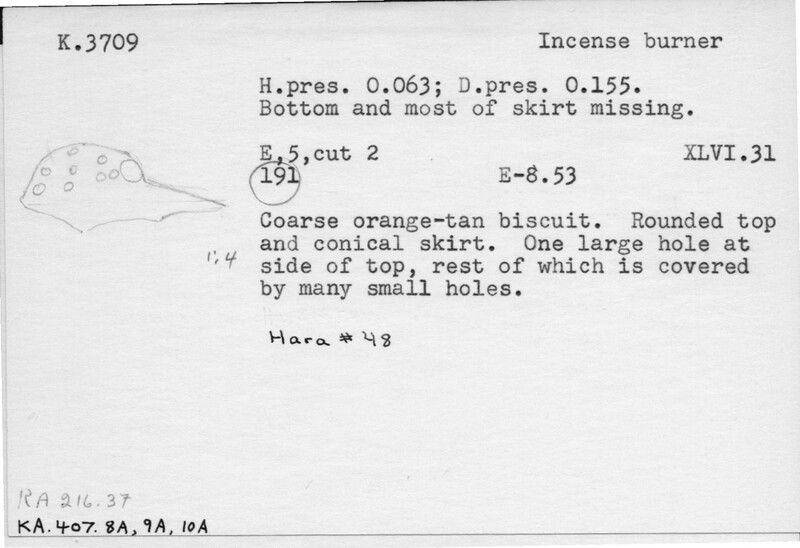 K.3709 Incense burner
H.pres. 0.063; D.pres. 0.155.
Bottom and most of skirt missing.
E,5,cut 2 XLVI.31
191 E-8.53
Coarse orange-tan biscuit. Rounded top
and conical skirt. One large hole at
1:4 side of top, rest of which is covered
by many small holes.
Hara # 48
RA 216.37
KA.407.8A, 9A, 10A